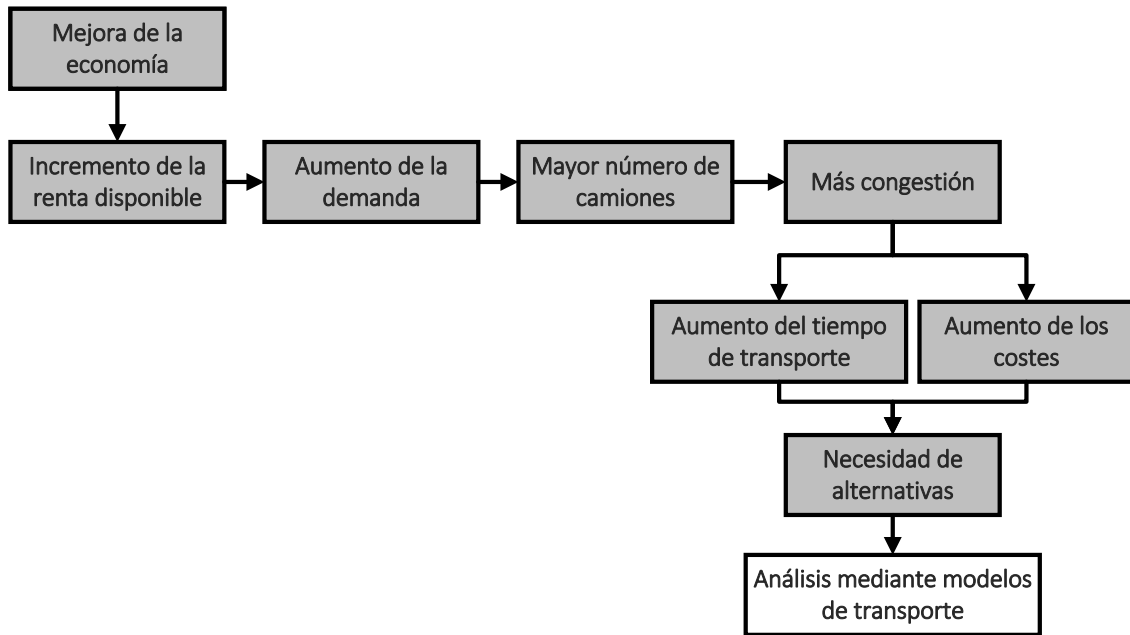 Mejora de la
economía
Incremento de la
renta disponible
Aumento de la
demanda
Mayor número de
camiones
Más congestión
Aumento del tiempo
de transporte
Aumento de los
costes
Necesidad de
alternativas
Análisis mediante modelos
de transporte